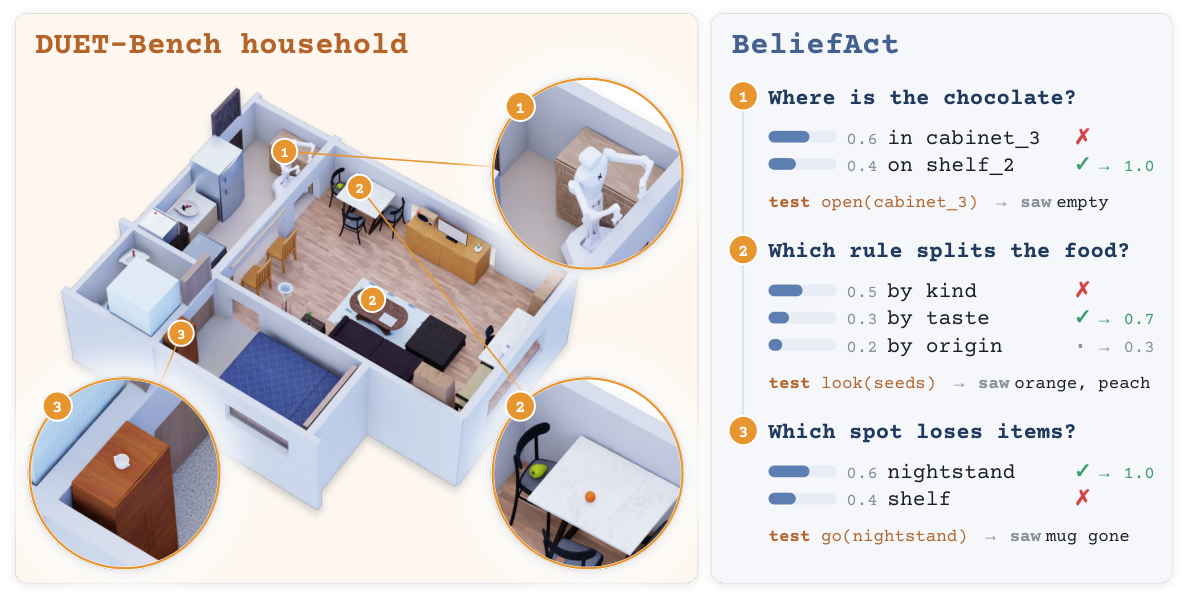 DUET-Bench household
1
1
2
2
3
3
2
BeliefAct
1 Where is the chocolate?
0.6 in cabinet_3 ✗
0.4 on shelf_2 ✓ → 1.0
test open(cabinet_3) → saw empty
2 Which rule splits the food?
0.5 by kind ✗
0.3 by taste ✓ → 0.7
0.2 by origin · → 0.3
test look(seeds) → saw orange, peach
3 Which spot loses items?
0.6 nightstand ✓ → 1.0
0.4 shelf ✗
test go(nightstand) → saw mug gone